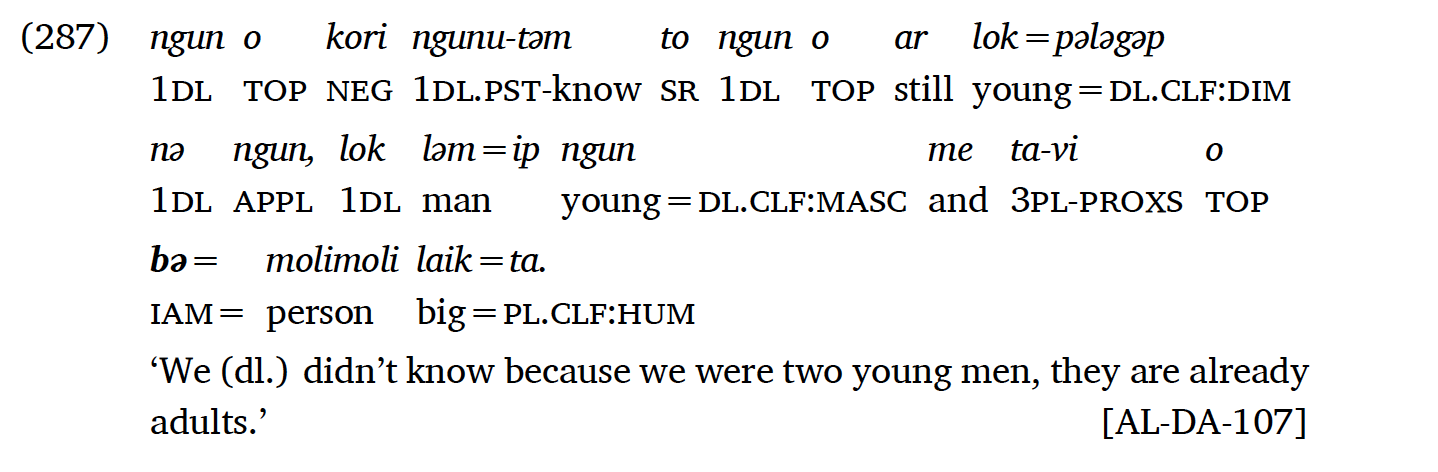 (287) ngun o kori ngunu-təm to ngun o ar lok=pələgəp
1DL TOP NEG 1DL.PST-know SR 1DL TOP still young=DL.CLF:DIM
nə ngun, lok ləm=ip ngun me ta-vi o
1DL APPL 1DL man young=DL.CLF:MASC and 3PL-PROXS TOP
bə= molimoli laik=ta.
IAM= person big=PL.CLF:HUM
‘We (dl.) didn’t know because we were two young men, they are already
adults.’ [AL-DA-107]